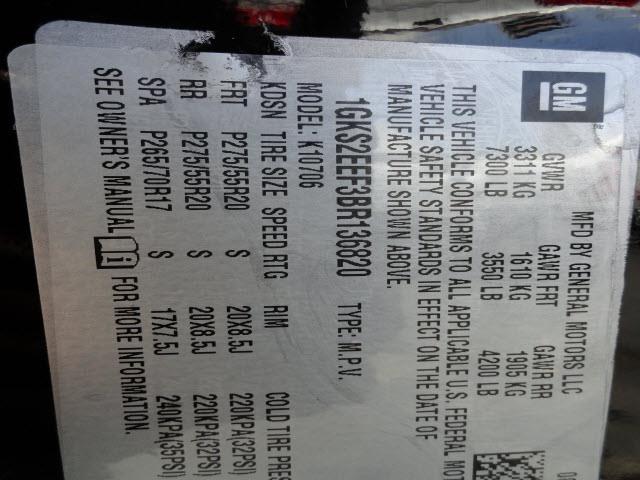 GM
MFD BY GENERAL MOTORS LLC
GVWR GAWR FRT GAWR RR
3311 KG 1610 KG 1905 KG
7300 LB 3550 LB 4200 LB
THIS VEHICLE CONFORMS TO ALL APPLICABLE U.S. FEDERAL MOT
VEHICLE SAFETY STANDARDS IN EFFECT ON THE DATE OF
MANUFACTURE SHOWN ABOVE.
1GKS2EEF3BR136820 TYPE: M.P.V.
MODEL: K10706
KDSN TIRE SIZE SPEED RTG RIM COLD TIRE PRES
FRT P275/55R20 S 20X8.5J 220KPA(32PSI)
RR P275/55R20 S 20X8.5J 220KPA(32PSI)
SPA P265/70R17 S 17X7.5J 240KPA(35PSI)
SEE OWNER'S MANUAL FOR MORE INFORMATION.